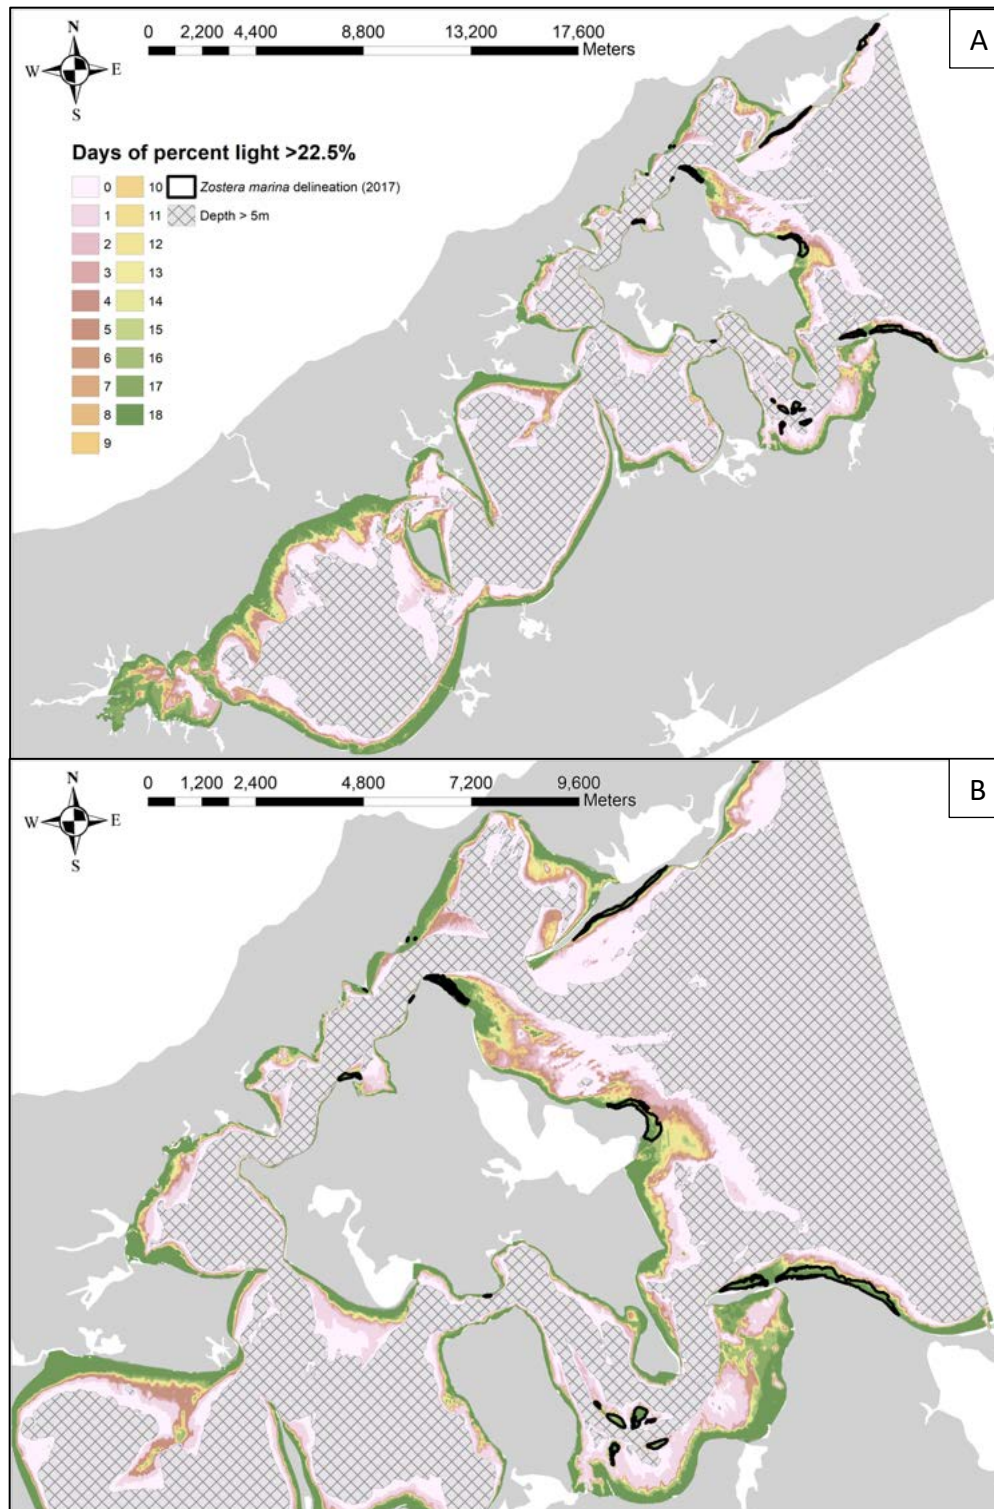 A
N
W E
S
0 2,200 4,400 8,800 13,200 17,600
Meters
Days of percent light >22.5%
0 10 Zostera marina delineation (2017)
1 11 Depth > 5m
2 12
3 13
4 14
5 15
6 16
7 17
8 18
9
B
N
W E
S
0 1,200 2,400 4,800 7,200 9,600
Meters